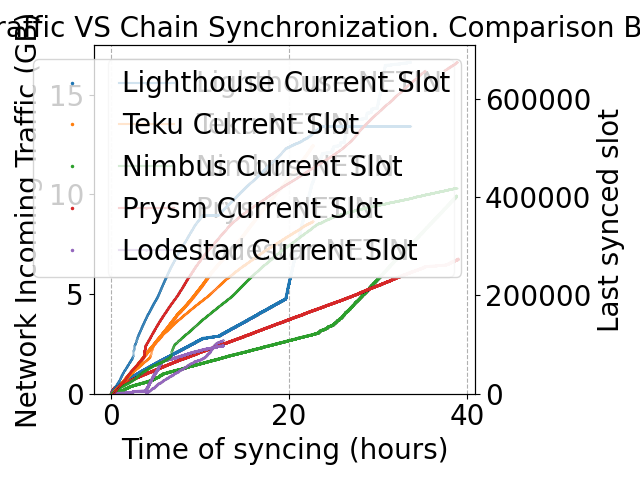 raffic VS Chain Synchronization. Comparison B
Network Incoming Traffic (GB)
15
10
5
0
Lighthouse Current Slot
Teku Current Slot
Nimbus Current Slot
Prysm Current Slot
Lodestar Current Slot
600000
400000
200000
0
Last synced slot
0
20
40
Time of syncing (hours)